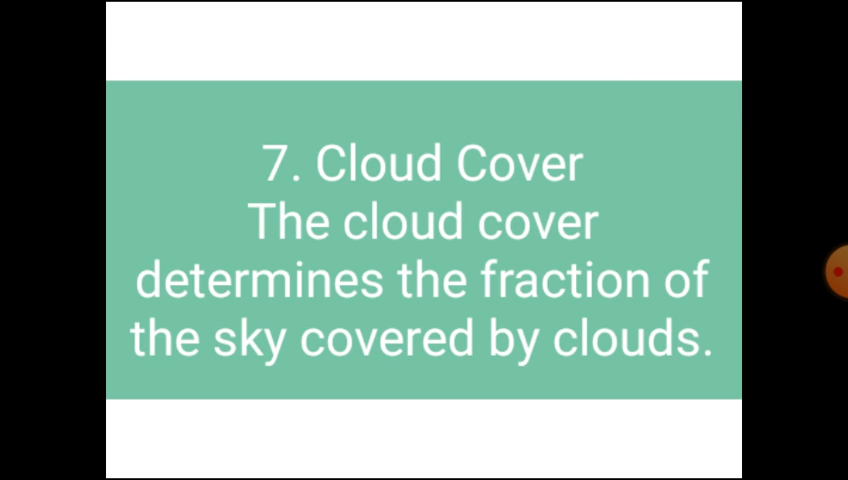 7. Cloud Cover
The cloud cover
determines the fraction of
the sky covered by clouds.